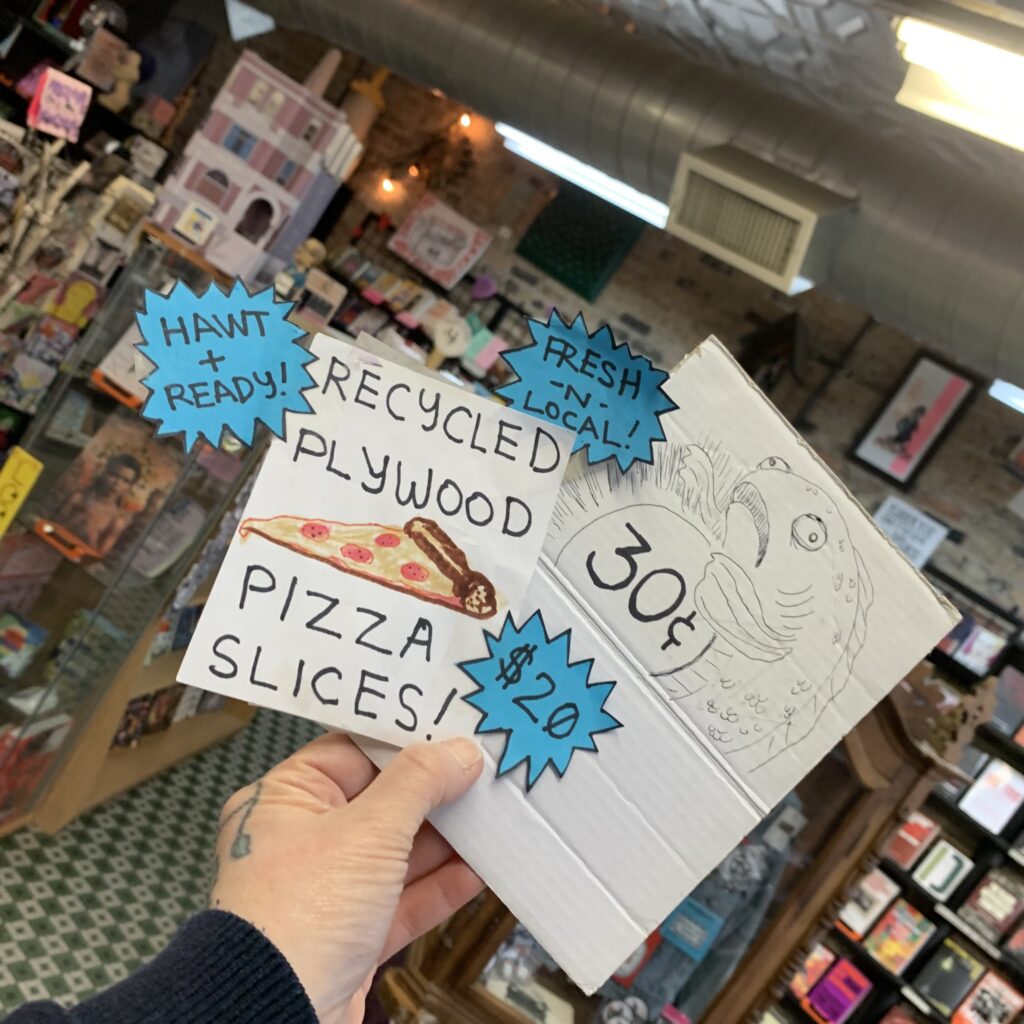 HAWT
+
READY!
FRESH
-N-
LOCAL!
RECYCLED
PLYWOOD
PIZZA
SLICES!
$20
30¢